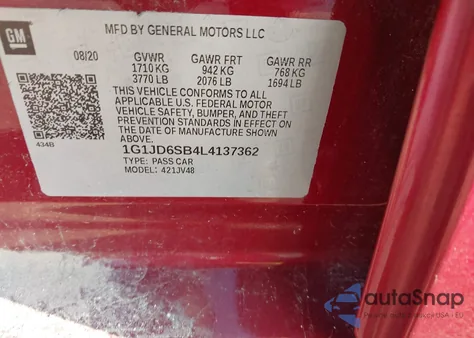 GM
MFD BY GENERAL MOTORS LLC
08/20 GVWR GAWR FRT GAWR RR
1710 KG 942 KG 768 KG
3770 LB 2076 LB 1694 LB
THIS VEHICLE CONFORMS TO ALL
APPLICABLE U.S. FEDERAL MOTOR
VEHICLE SAFETY, BUMPER, AND THEFT
PREVENTION STANDARDS IN EFFECT ON
THE DATE OF MANUFACTURE SHOWN
ABOVE.
434B
1G1JD6SB4L4137362
TYPE: PASS CAR
MODEL: 421JV48
autoSnap